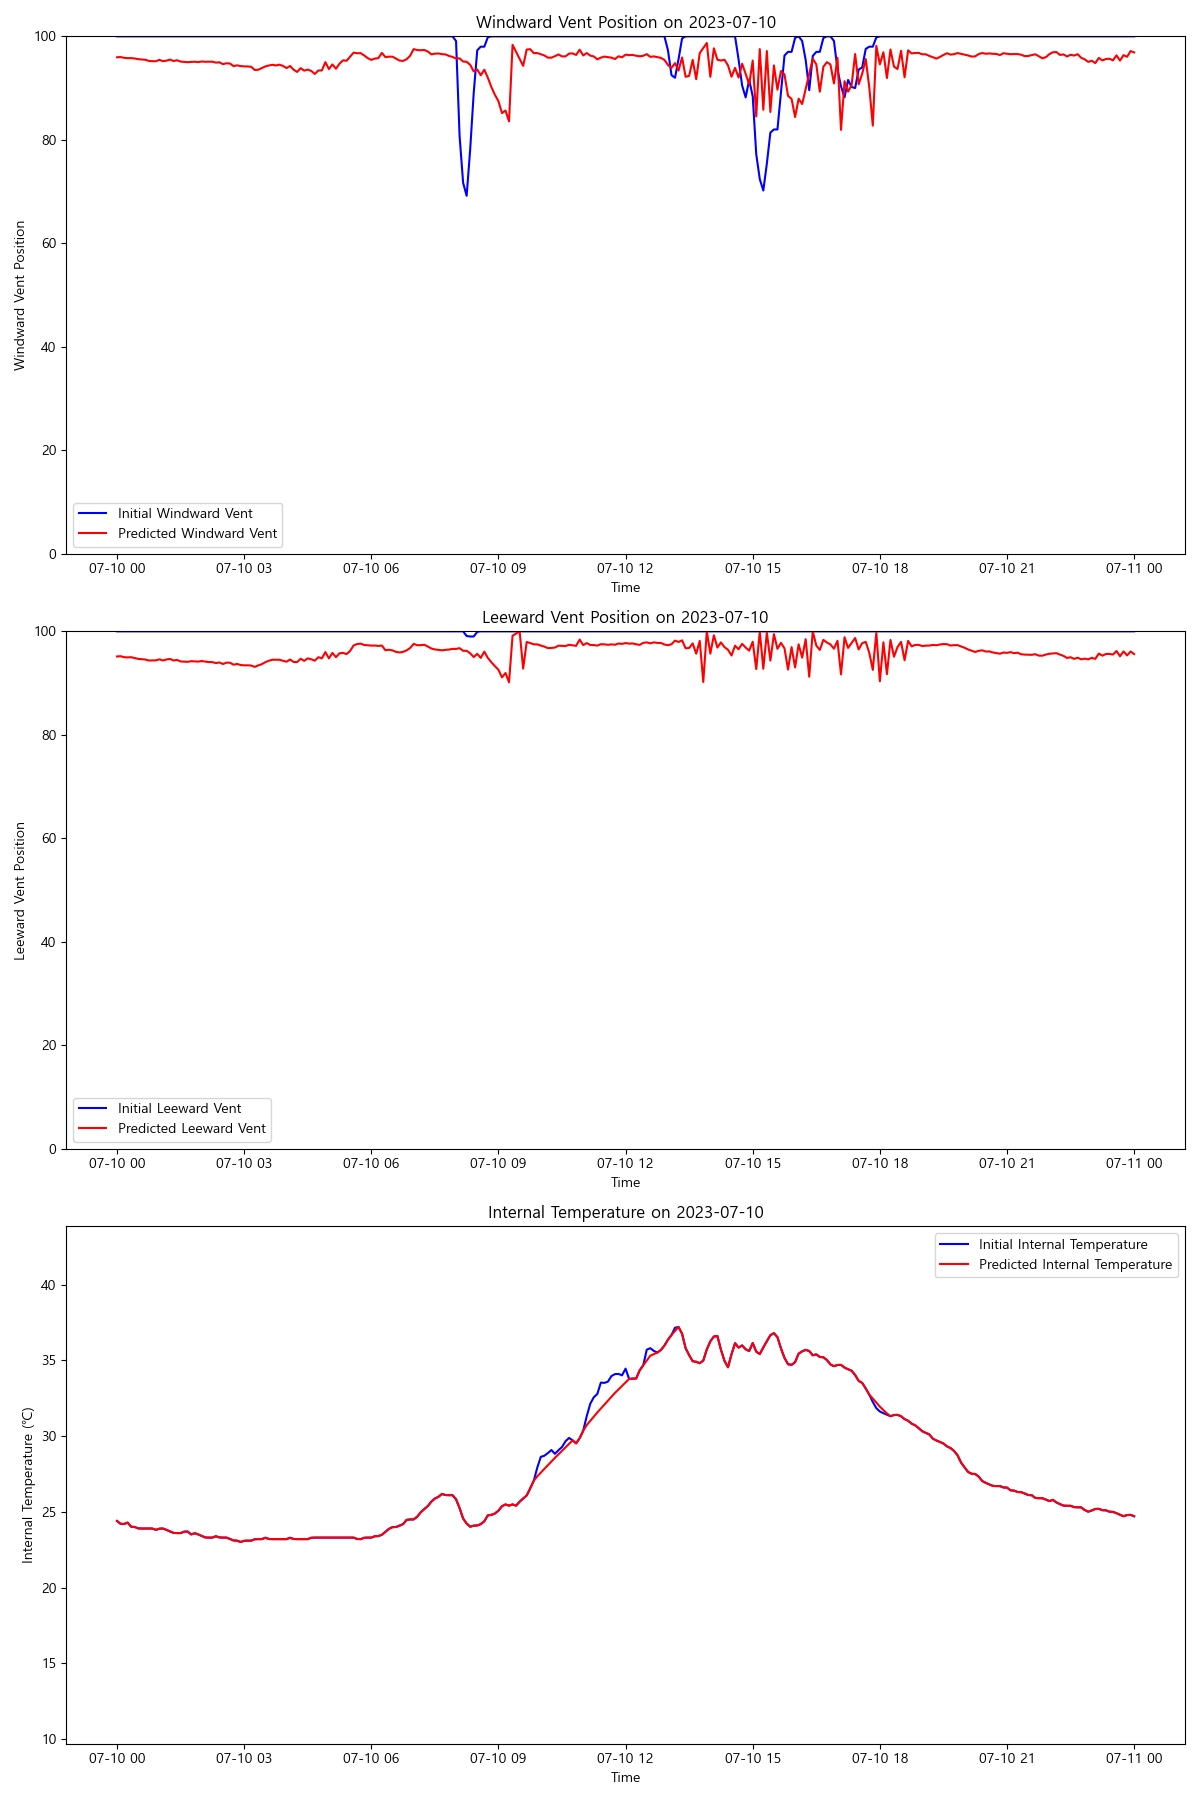 Windward Vent Position on 2023-07-10
100
80
60
40
20
0
Windward Vent Position
Initial Windward Vent
Predicted Windward Vent
07-10 00 07-10 03 07-10 06 07-10 09 07-10 12 07-10 15 07-10 18 07-10 21 07-11 00
Time
Leeward Vent Position on 2023-07-10
100
80
60
40
20
0
Leeward Vent Position
Initial Leeward Vent
Predicted Leeward Vent
07-10 00 07-10 03 07-10 06 07-10 09 07-10 12 07-10 15 07-10 18 07-10 21 07-11 00
Time
Internal Temperature on 2023-07-10
Initial Internal Temperature
Predicted Internal Temperature
40
35
30
25
20
15
10
Internal Temperature (℃)
07-10 00 07-10 03 07-10 06 07-10 09 07-10 12 07-10 15 07-10 18 07-10 21 07-11 00
Time